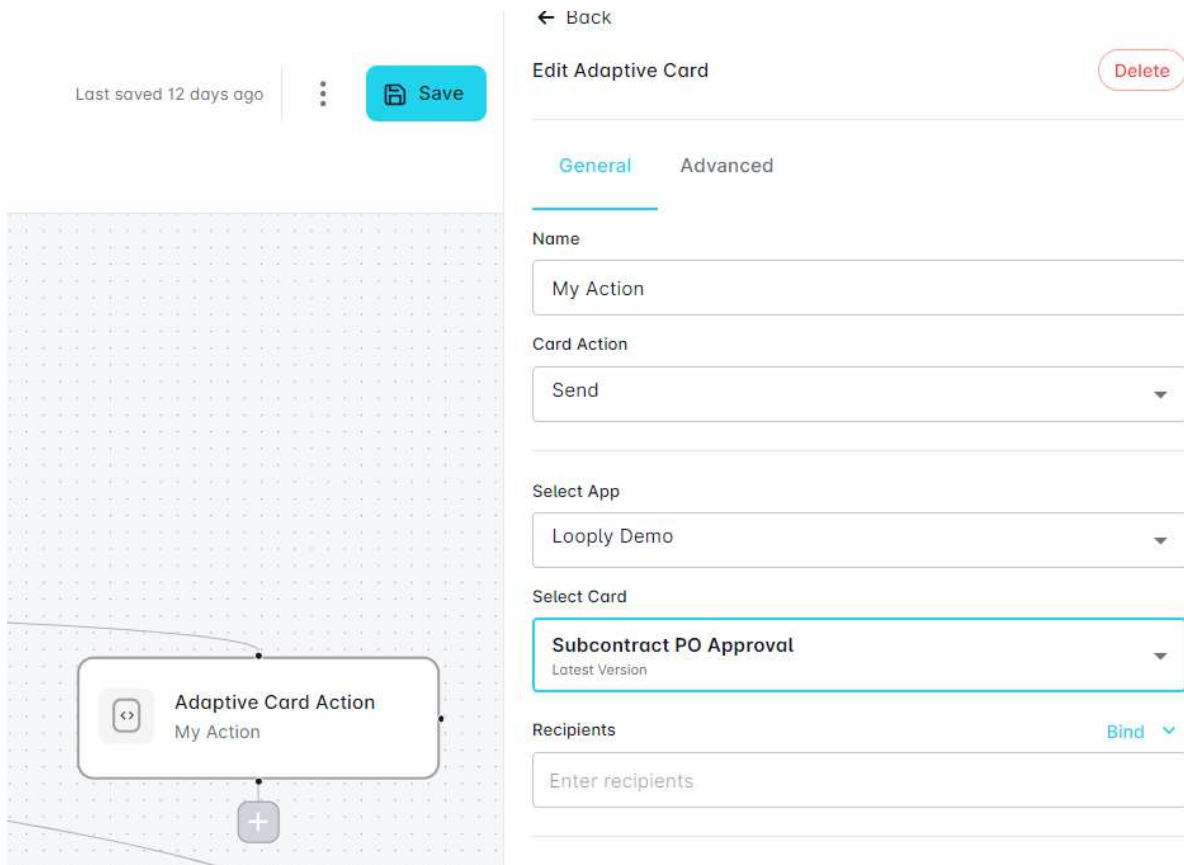 Back
Last saved 12 days ago
Save
Edit Adaptive Card
Delete
General
Advanced
Name
My Action
Card Action
Send
Select App
Looply Demo
Select Card
Subcontract PO Approval
Latest Version
Adaptive Card Action
My Action
Recipients
Bind
Enter recipients